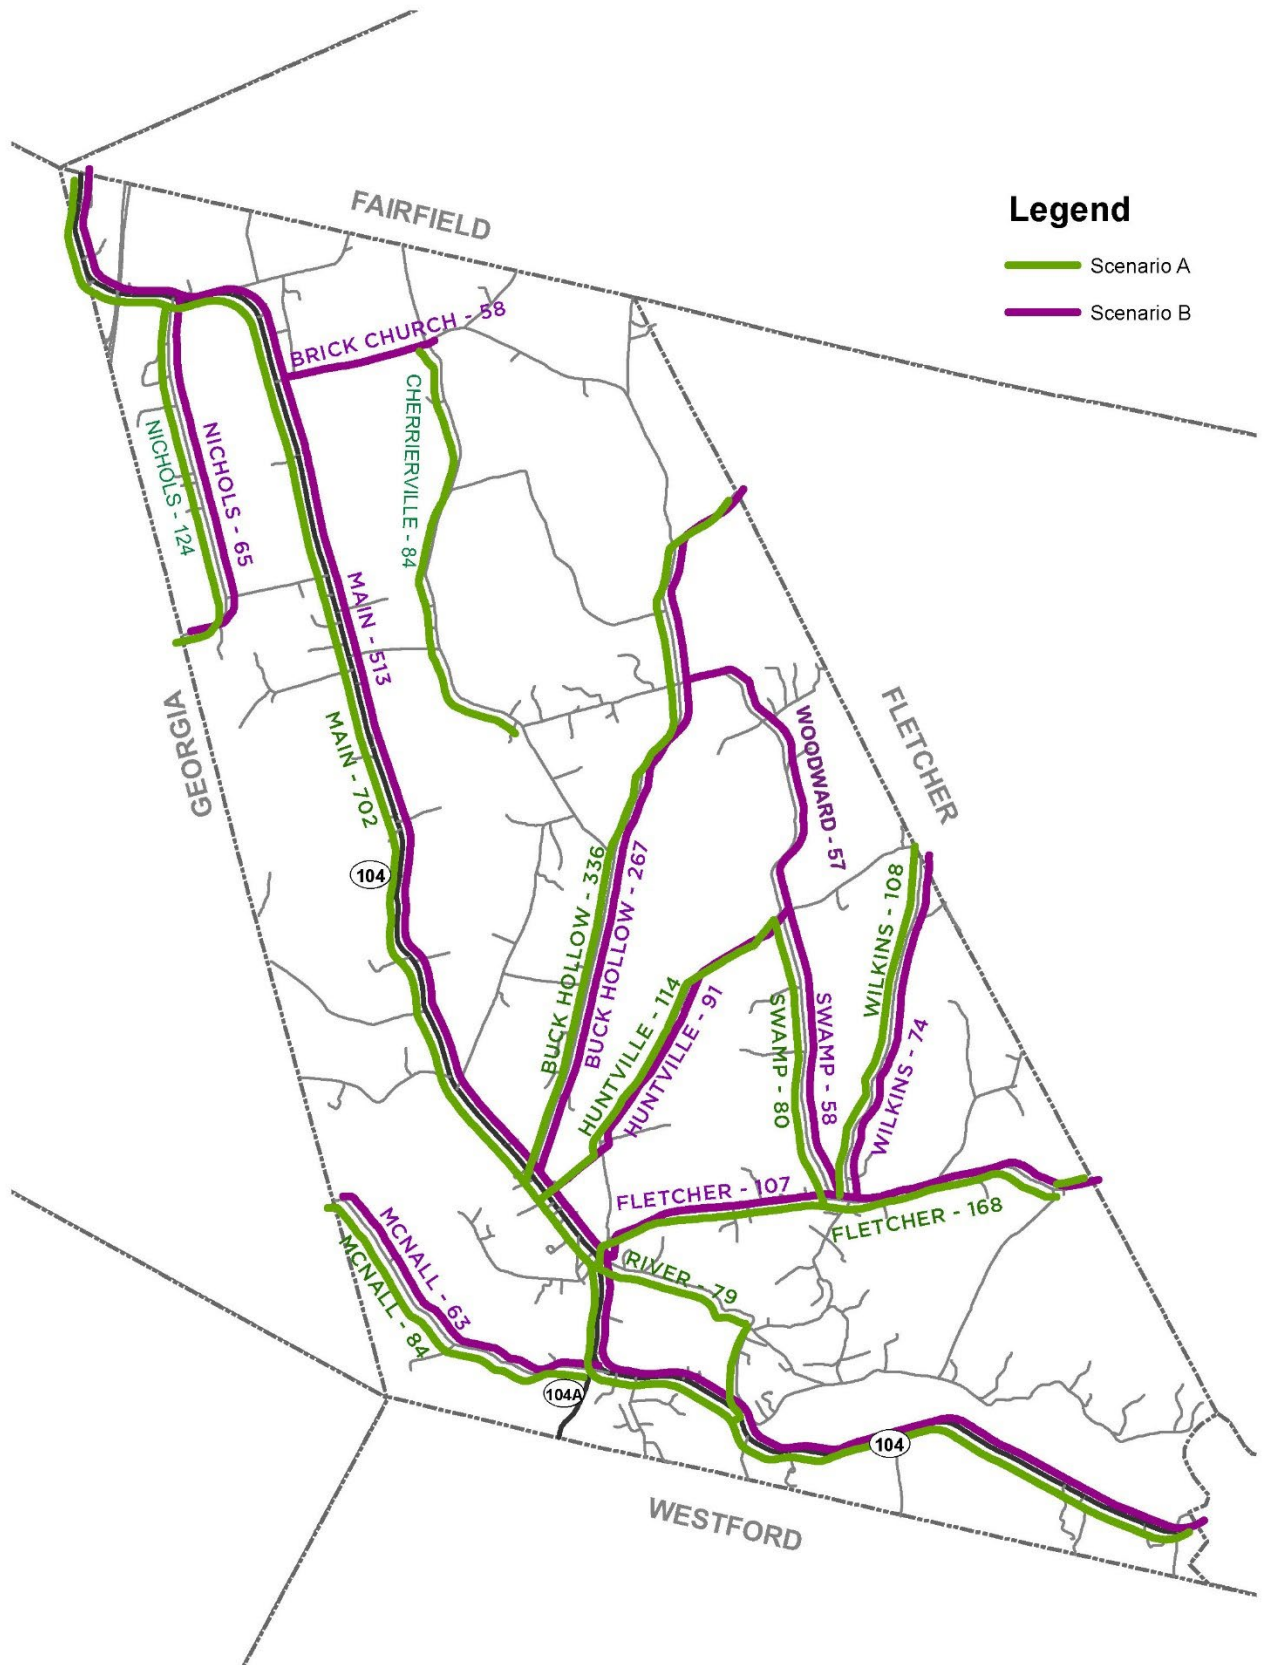 FAIRFIELD
Legend
Scenario A
Scenario B
BRICK CHURCH - 58
CHERRIERVILLE - 84
NICHOLS - 124
NICHOLS - 65
MAIN - 513
MAIN - 702
GEORGIA
FLETCHER
WOODWARD - 57
104
BUCK HOLLOW - 336
BUCK HOLLOW - 267
WILKINS - 108
HUNTVILLE - 114
HUNTVILLE - 91
SWAMP - 80
SWAMP - 58
WILKINS - 74
FLETCHER - 107
FLETCHER - 168
MCNALL - 63
MCNALL - 84
RIVER - 79
104A
104
WESTFORD